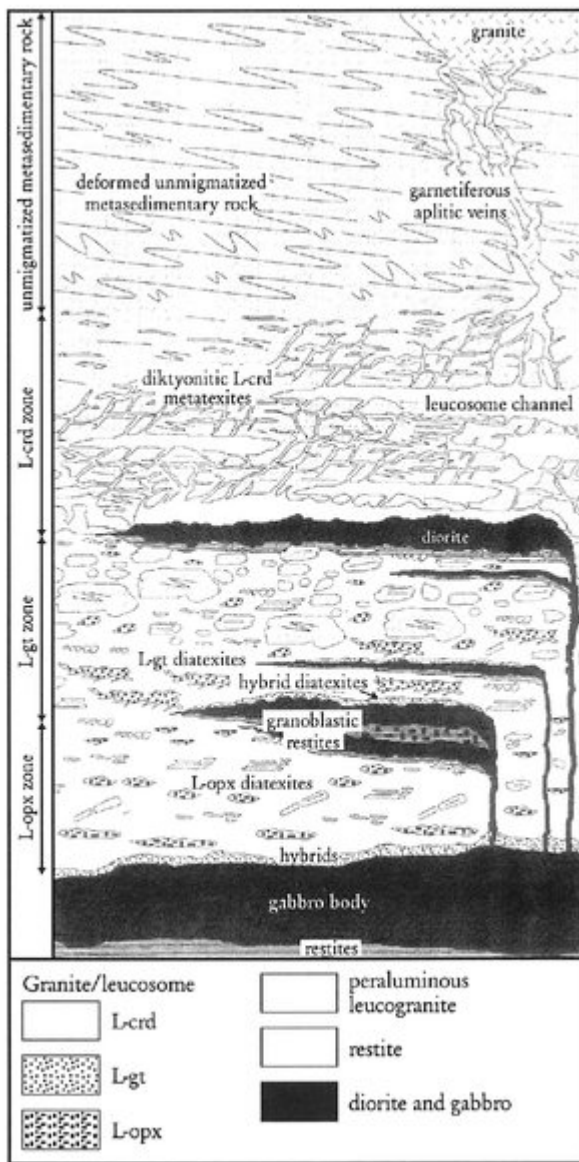 granite
unmigmatized metasedimentary rock
deformed unmigmatized
metasedimentary rock
garnetiferous
aplitic veins
L-crd zone
diktyonitic L-crd
metatexites
leucosome channel
diorite
L-gt zone
L-gt diatexites
hybrid diatexites
granoblastic
restites
L-opx zone
L-opx diatexites
hybrids
gabbro body
restites
Granite/leucosome
L-crd
L-gt
L-opx
peraluminous
leucogranite
restite
diorite and gabbro